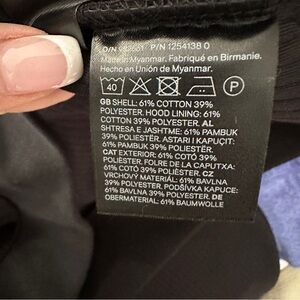 O/N P/N 1254138 0
Made in Myanmar. Fabriqué en Birmanie.
Hecho en Unión de Myanmar.
40 P
GB SHELL: 61% COTTON 39%
POLYESTER. HOOD LINING: 61%
COTTON 39% POLYESTER. AL
SHTRESA E JASHTME: 61% PAMBUK
39% POLIESTËR. ASTARI I KAPUÇIT:
61% PAMBUK 39% POLIESTËR.
CAT EXTERIOR: 61% COTÓ 39%
POLIÈSTER. FOLRE DE LA CAPUTXA:
61% COTÓ 39% POLIÈSTER. CZ
VRCHOVÝ MATERIÁL: 61% BAVLNA
39% POLYESTER. PODŠÍVKA KAPUCE:
61% BAVLNA 39% POLYESTER. DE
OBERMATERIAL: 61% BAUMWOLLE